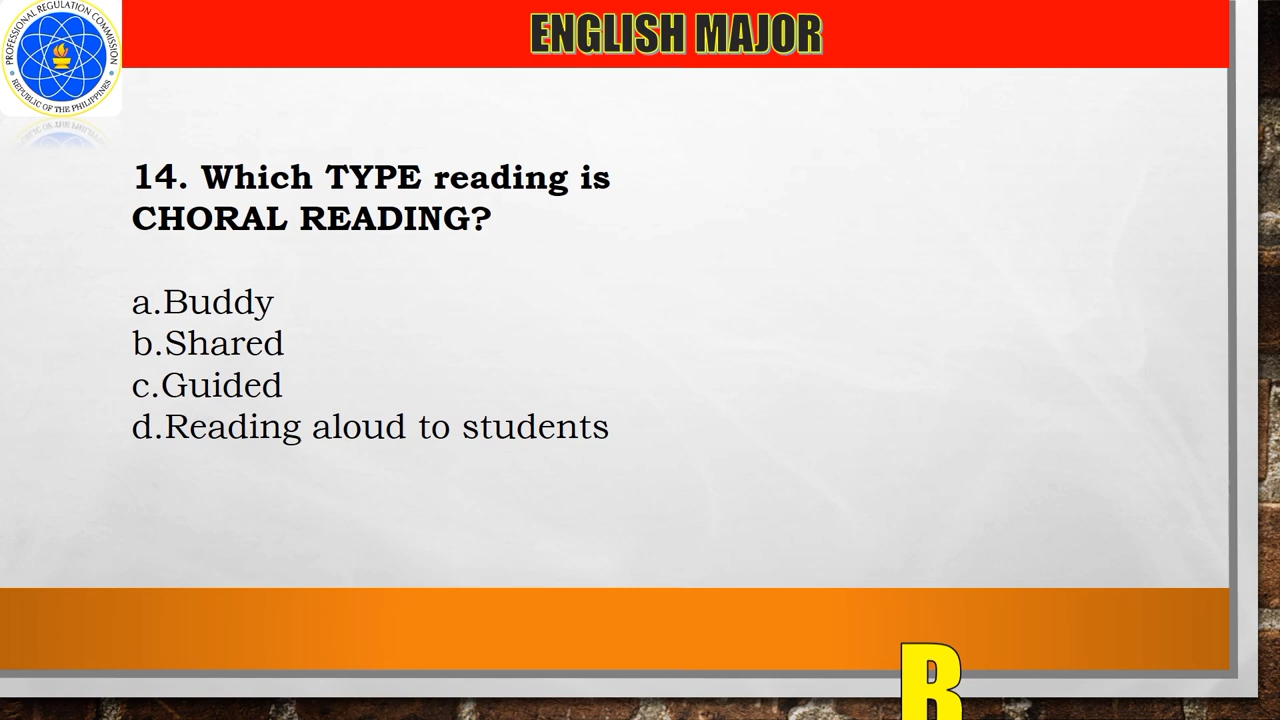 PROFESSIONAL REGULATION COMMISSION
REPUBLIC OF THE PHILIPPINES
ENGLISH MAJOR
14. Which TYPE reading is
CHORAL READING?
a.Buddy
b.Shared
c.Guided
d.Reading aloud to students
B